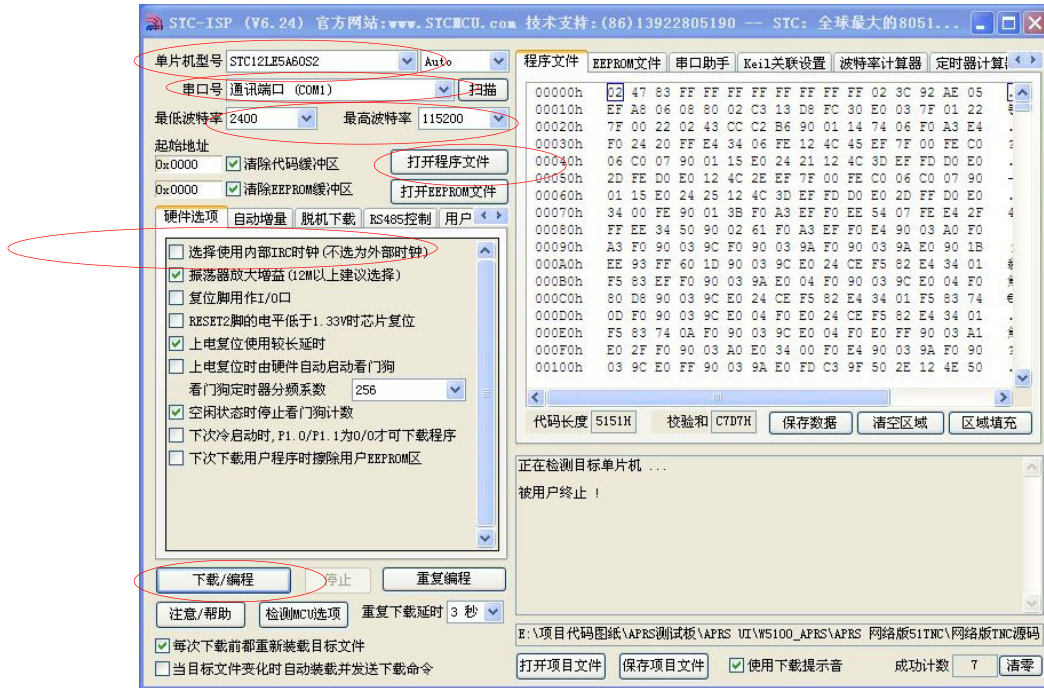 STC-ISP (V6.24) 官方网站:www.STCMCU.com 技术支持:(86)13922805190 -- STC: 全球最大的8051...
单片机型号 STC12LE5A60S2 Auto
串口号 通讯端口 (COM1) 扫描
最低波特率 2400 最高波特率 115200
起始地址
0x0000 清除代码缓冲区 打开程序文件
0x0000 清除EEPROM缓冲区 打开EEPROM文件
硬件选项 自动增量 脱机下载 RS485控制 用户
选择使用内部IRC时钟(不选为外部时钟)
振荡器放大增益(12M以上建议选择)
复位脚用作I/O口
RESET2脚的电平低于1.33V时芯片复位
上电复位使用较长延时
上电复位时由硬件自动启动看门狗
看门狗定时器分频系数 256
空闲状态时停止看门狗计数
下次冷启动时,P1.0/P1.1为0/0才可下载程序
下次下载用户程序时擦除用户EEPROM区
下载/编程 停止 重复编程
注意/帮助 检测MCU选项 重复下载延时 3 秒
每次下载前都重新装载目标文件
当目标文件变化时自动装载并发送下载命令
程序文件 EEPROM文件 串口助手 Keil关联设置 波特率计算器 定时器计算
00000h 02 47 83 FF FF FF FF FF FF FF FF 02 3C 92 AE 05
00010h EF A8 06 08 80 02 C3 13 D8 FC 30 E0 03 7F 01 22
00020h 7F 00 22 02 43 CC C2 B6 90 01 14 74 06 F0 A3 E4
00030h F0 24 20 FF E4 34 06 FE 12 4C 45 EF 7F 00 FE C0
00040h 06 C0 07 90 01 15 E0 24 21 12 4C 3D EF FD D0 E0
00050h 2D FE D0 E0 12 4C 2E EF 7F 00 FE C0 06 C0 07 90
00060h 01 15 E0 24 25 12 4C 3D EF FD D0 E0 2D FF D0 E0
00070h 34 00 FE 90 01 3B F0 A3 EF F0 EE 54 07 FE E4 2F
00080h FF EE 34 50 90 02 61 F0 A3 EF F0 E4 90 03 A0 F0
00090h A3 F0 90 03 9C F0 90 03 9A F0 90 03 9A E0 90 1B
000A0h EE 93 FF 60 1D 90 03 9C E0 24 CE F5 82 E4 34 01
000B0h F5 83 EF F0 90 03 9A E0 04 F0 90 03 9C E0 04 F0
000C0h 80 D8 90 03 9C E0 24 CE F5 82 E4 34 01 F5 83 74
000D0h 0D F0 90 03 9C E0 04 F0 E0 24 CE F5 82 E4 34 01
000E0h F5 83 74 0A F0 90 03 9C E0 04 F0 E0 FF 90 03 A1
000F0h E0 2F F0 90 03 A0 E0 34 00 F0 E4 90 03 9A F0 90
00100h 03 9C E0 FF 90 03 9A E0 FD C3 9F 50 2E 12 4E 50
代码长度 5151H 校验和 C7D7H 保存数据 清空区域 区域填充
正在检测目标单片机 ...
被用户终止 !
E:\项目代码图纸\APRS测试板\APRS UI\W5100_APRS\APRS 网络版51TNC\网络版TNC源码
打开项目文件 保存项目文件 使用下载提示音 成功计数 7 清零